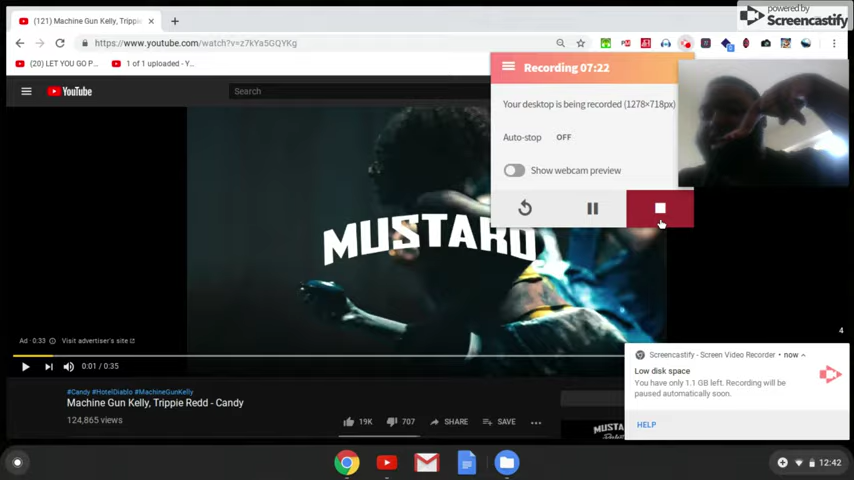 powered by
Screencastify
(121) Machine Gun Kelly, Trippie
https://www.youtube.com/watch?v=z7kYa5GQYKg
(20) LET YOU GO P...
1 of 1 uploaded - Y...
Recording 07:22
YouTube
Search
Your desktop is being recorded (1278×718px)
Auto-stop OFF
Show webcam preview
MUSTARD
4
Ad · 0:33
Visit advertiser's site
0:01 / 0:35
Screencastify - Screen Video Recorder • now
Low disk space
You have only 1.1 GB left. Recording will be
paused automatically soon.
HELP
#Candy #HotelDiablo #MachineGunKelly
Machine Gun Kelly, Trippie Redd - Candy
124,865 views
19K
707
SHARE
SAVE
MUSTA
12:42